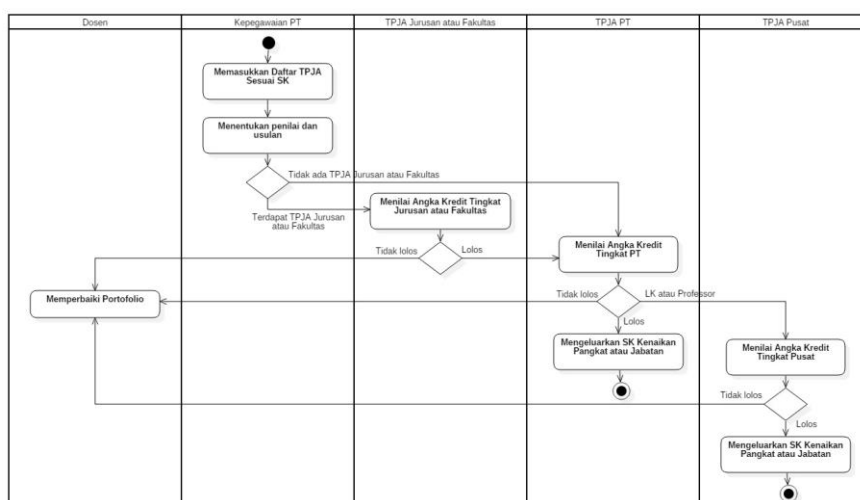 Dosen
Kepegawaian PT
TPJA Jurusan atau Fakultas
TPJA PT
TPJA Pusat
Memasukkan Daftar TPJA
Sesuai SK
Menentukan penilai dan
usulan
Tidak ada TPJA Jurusan atau Fakultas
Terdapat TPJA Jurusan
atau Fakultas
Menilai Angka Kredit Tingkat
Jurusan atau Fakultas
Tidak lolos
Lolos
Menilai Angka Kredit
Tingkat PT
Memperbaiki Portofolio
Tidak lolos
LK atau Professor
Lolos
Mengeluarkan SK Kenaikan
Pangkat atau Jabatan
Menilai Angka Kredit
Tingkat Pusat
Tidak lolos
Lolos
Mengeluarkan SK Kenaikan
Pangkat atau Jabatan